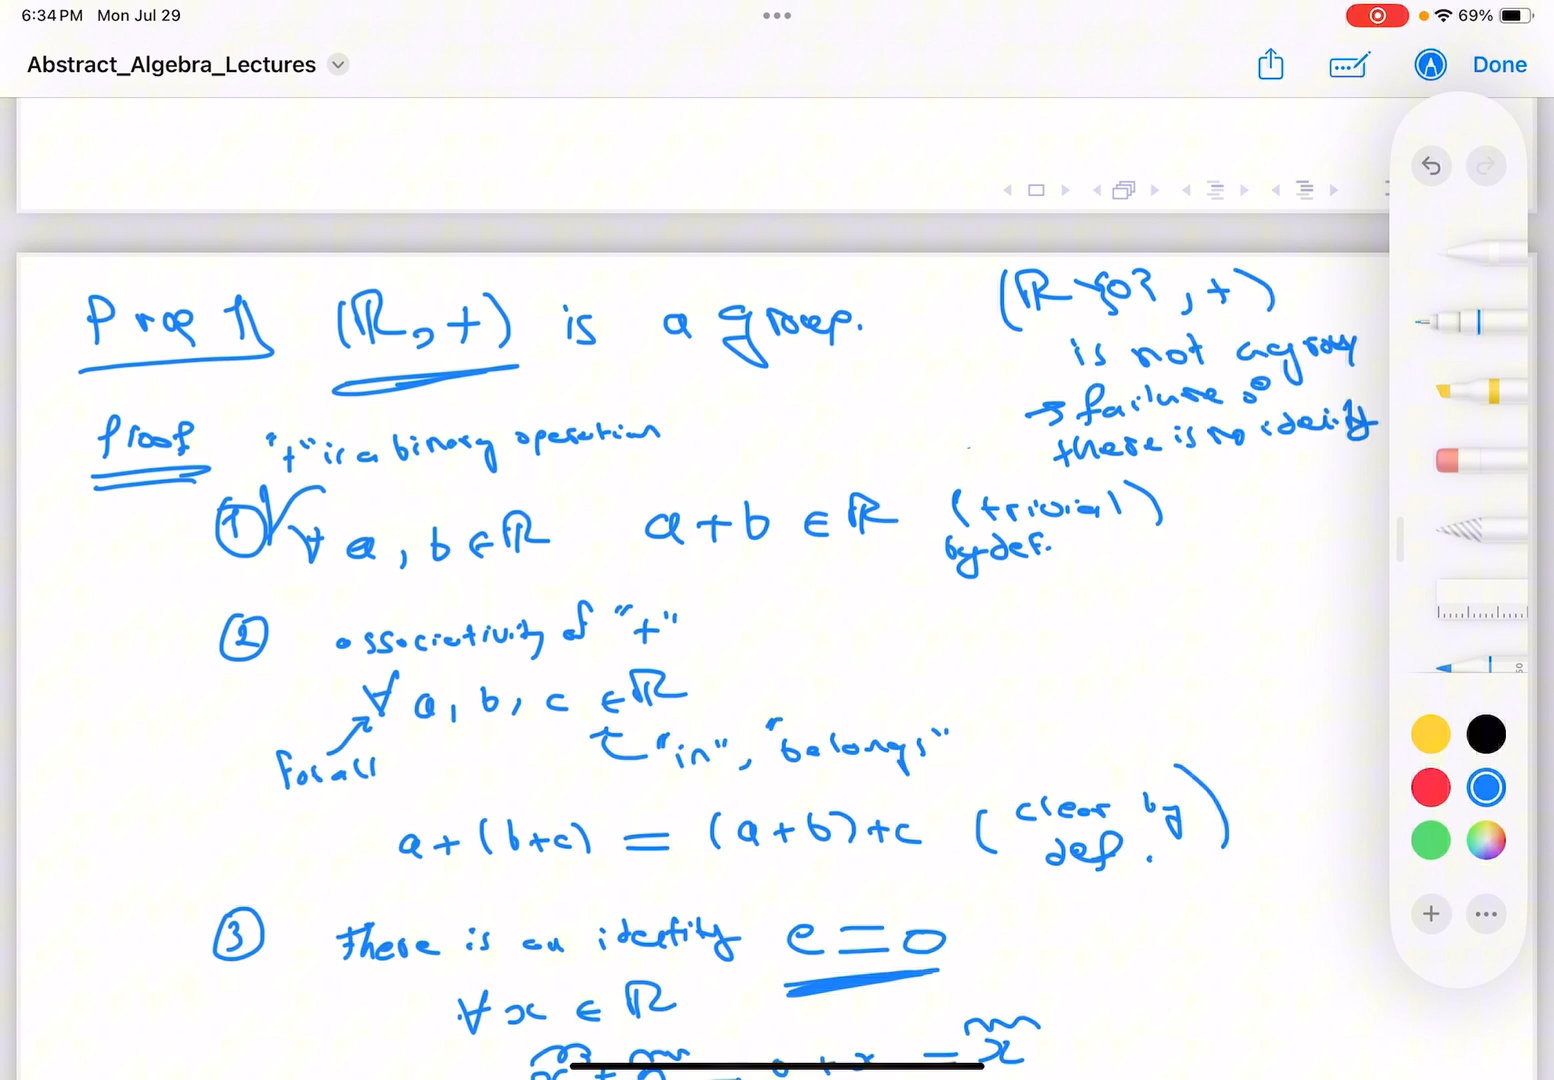 6:34 PM Mon Jul 29
69%
Abstract_Algebra_Lectures
Done
Prop 1 (ℝ, +) is a group.
(ℝ∖{0}, +)
is not a group
→ failure :
there is no identity
Proof "+" is a binary operation
① ∀ a, b ∈ ℝ a + b ∈ ℝ (trivial)
by def.
② associativity of "+"
∀ a, b, c ∈ ℝ
for all
"in", "belongs"
a + (b+c) = (a+b)+c (clear by
def.)
③ there is an identity e = 0
∀ x ∈ ℝ
= x
50